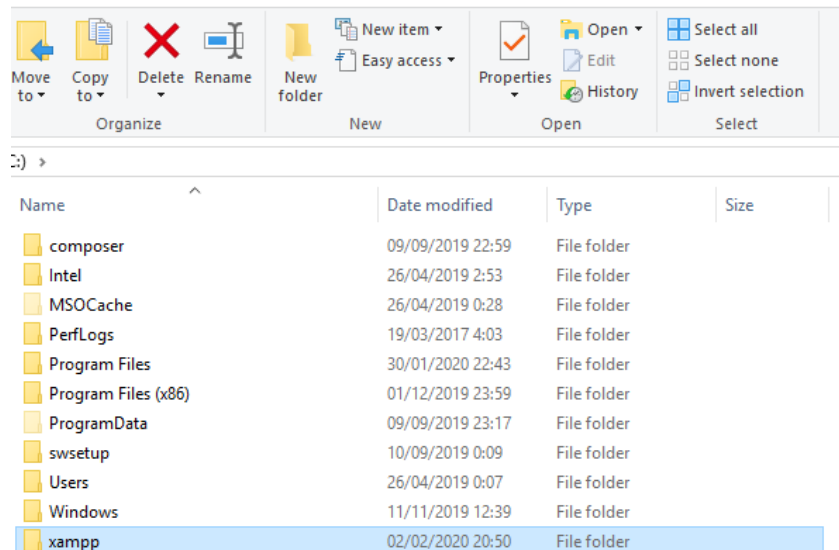 Move to
Copy to
Delete
Rename
New folder
New item
Easy access
Properties
Open
Edit
History
Select all
Select none
Invert selection
Organize
New
Open
Select
C:) >
Name Date modified Type Size
composer 09/09/2019 22:59 File folder
Intel 26/04/2019 2:53 File folder
MSOCache 26/04/2019 0:28 File folder
PerfLogs 19/03/2017 4:03 File folder
Program Files 30/01/2020 22:43 File folder
Program Files (x86) 01/12/2019 23:59 File folder
ProgramData 09/09/2019 23:17 File folder
swsetup 10/09/2019 0:09 File folder
Users 26/04/2019 0:07 File folder
Windows 11/11/2019 12:39 File folder
xampp 02/02/2020 20:50 File folder